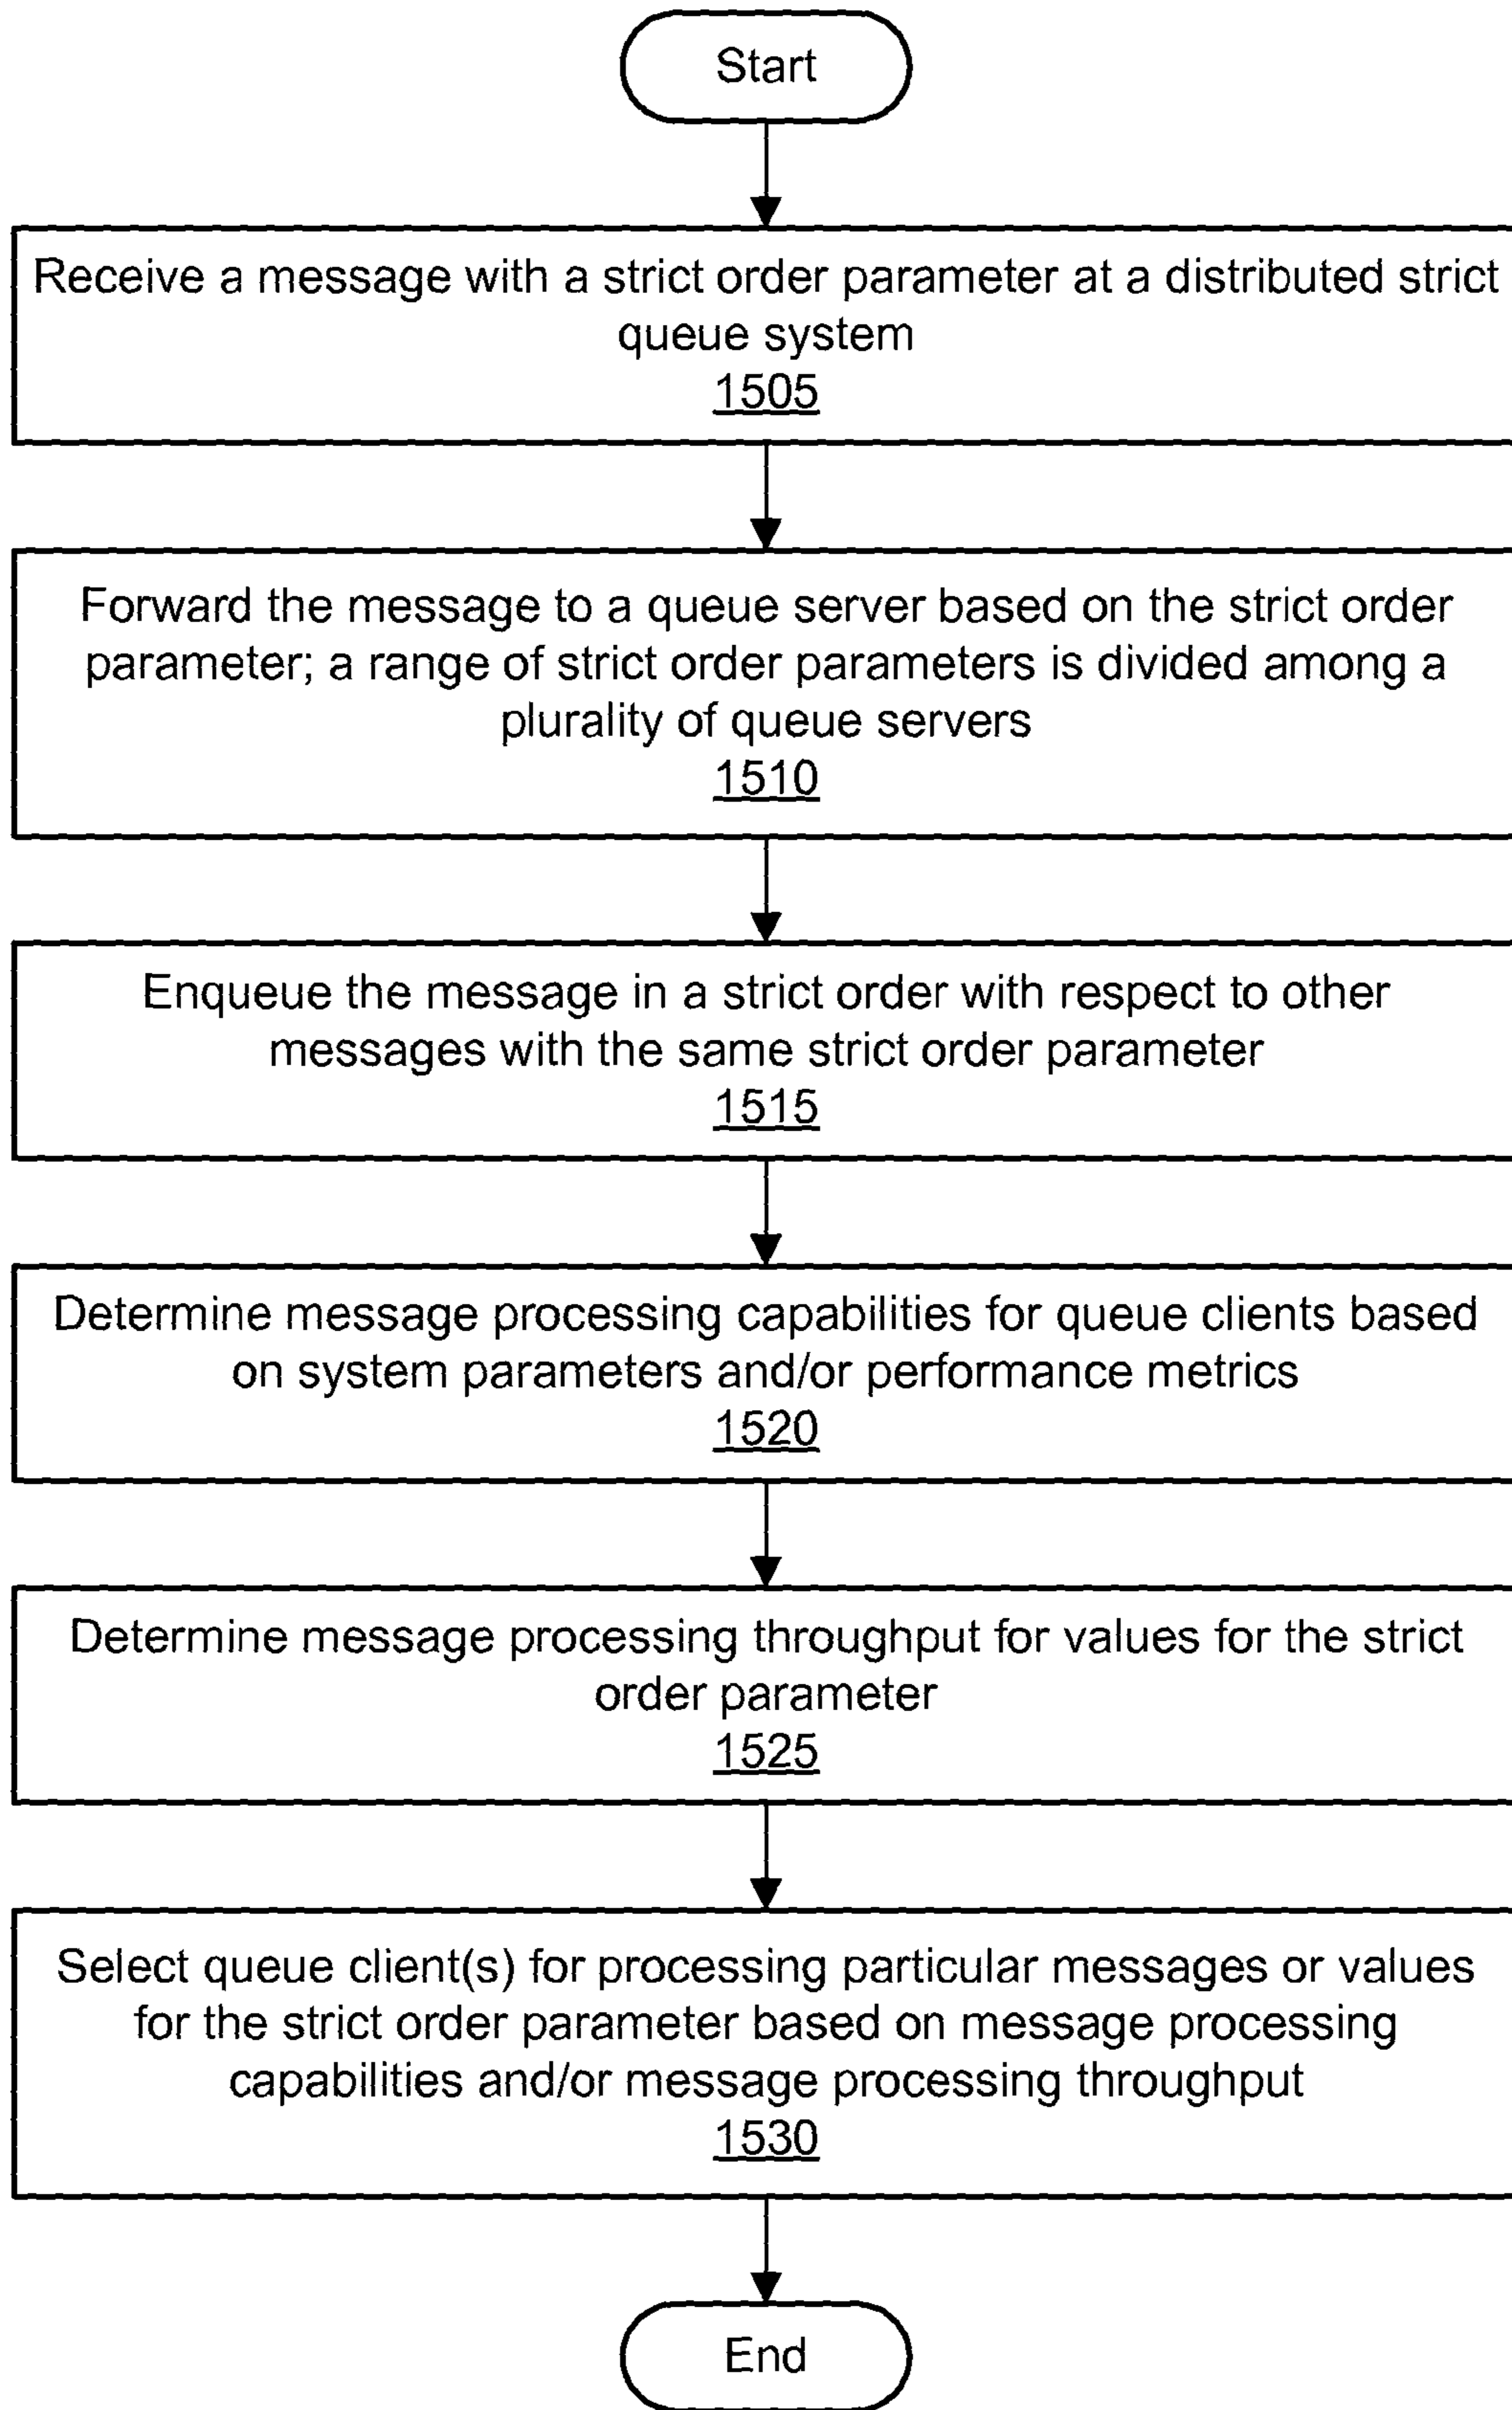 Start
Receive a message with a strict order parameter at a distributed strict
queue system
1505
Forward the message to a queue server based on the strict order
parameter; a range of strict order parameters is divided among a
plurality of queue servers
1510
Enqueue the message in a strict order with respect to other
messages with the same strict order parameter
1515
Determine message processing capabilities for queue clients based
on system parameters and/or performance metrics
1520
Determine message processing throughput for values for the strict
order parameter
1525
Select queue client(s) for processing particular messages or values
for the strict order parameter based on message processing
capabilities and/or message processing throughput
1530
End